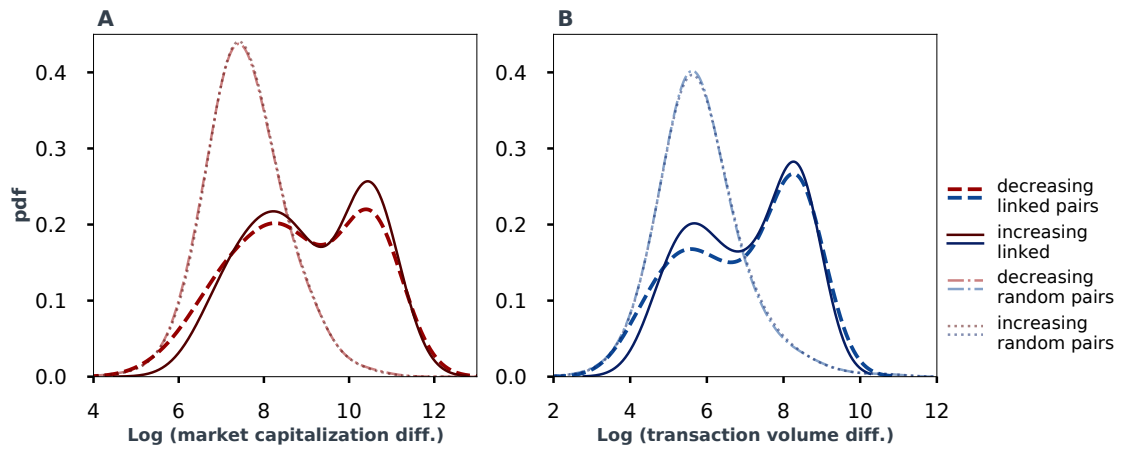 A
B
pdf
0.4
0.3
0.2
0.1
0.0
4
6
8
10
12
Log (market capitalization diff.)
0.4
0.3
0.2
0.1
0.0
2
4
6
8
10
12
Log (transaction volume diff.)
decreasing
linked pairs
increasing
linked
decreasing
random pairs
increasing
random pairs